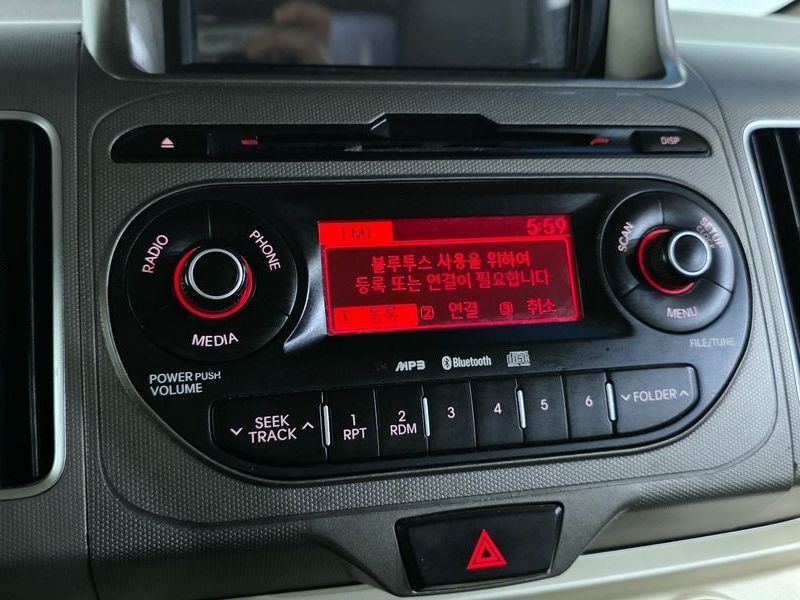 DISP
RADIO
PHONE
MEDIA
POWER PUSH
VOLUME
FM1
5:59
블루투스 사용을 위하여
등록 또는 연결이 필요합니다
1 등록 2 연결 3 취소
SCAN
SETUP
MENU
FILE/TUNE
MP3 Bluetooth disc
SEEK
TRACK
1
RPT
2
RDM
3
4
5
6
FOLDER